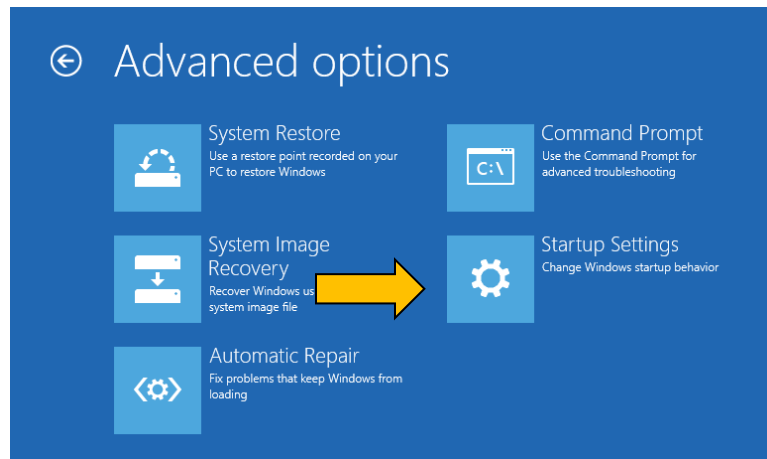 Advanced options
System Restore
Use a restore point recorded on your
PC to restore Windows
Command Prompt
Use the Command Prompt for
advanced troubleshooting
C:\
System Image
Recovery
Recover Windows us
system image file
Startup Settings
Change Windows startup behavior
Automatic Repair
Fix problems that keep Windows from
loading